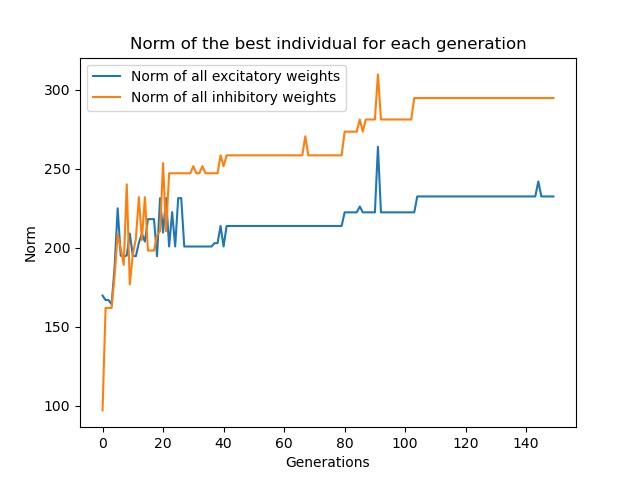 Norm of the best individual for each generation
Norm of all excitatory weights
Norm of all inhibitory weights
300
250
200
150
100
Norm
0 20 40 60 80 100 120 140
Generations